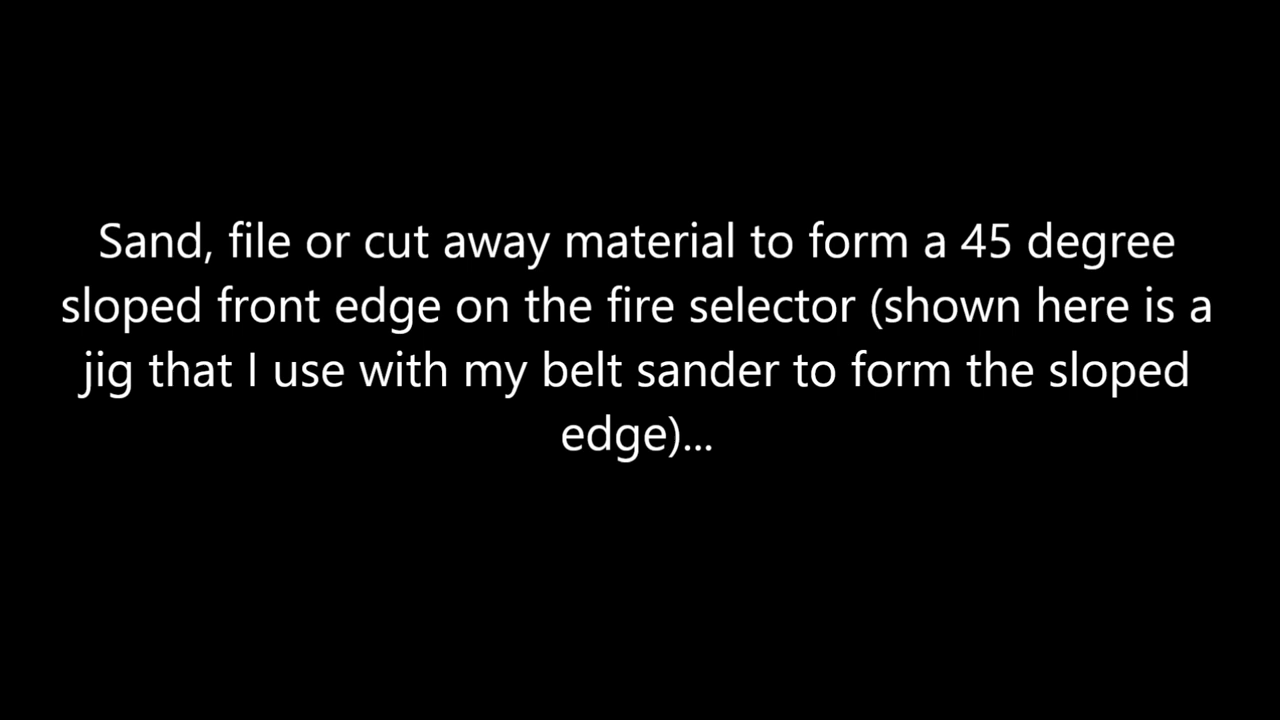 Sand, file or cut away material to form a 45 degree
sloped front edge on the fire selector (shown here is a
jig that I use with my belt sander to form the sloped
edge)...